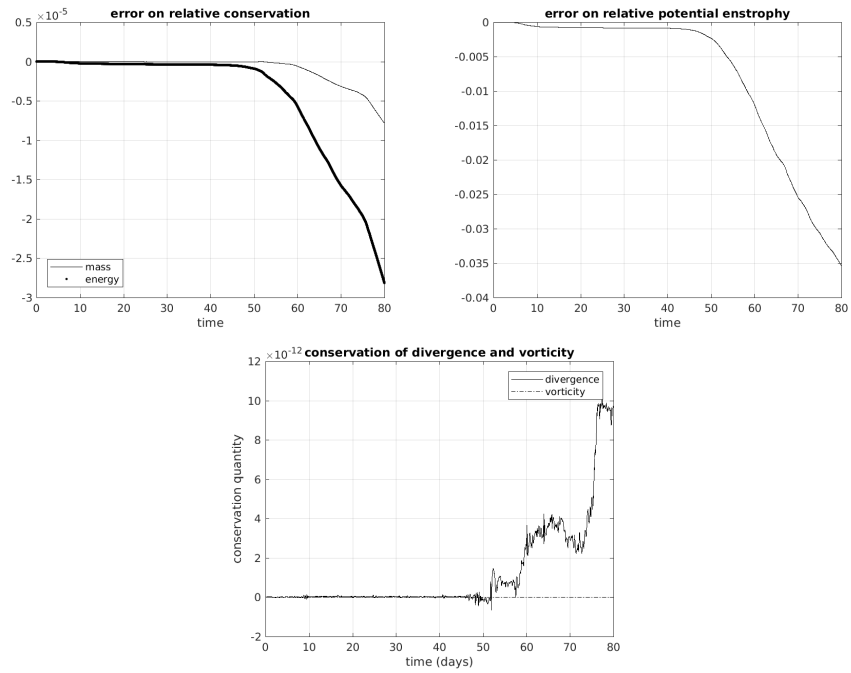 error on relative conservation
×10⁻⁵
0.5
0
-0.5
-1
-1.5
-2
-2.5
-3
mass
energy
0 10 20 30 40 50 60 70 80
time
error on relative potential enstrophy
0
-0.005
-0.01
-0.015
-0.02
-0.025
-0.03
-0.035
-0.04
0 10 20 30 40 50 60 70 80
time
×10⁻¹² conservation of divergence and vorticity
12
10
8
6
4
2
0
-2
conservation quantity
divergence
vorticity
0 10 20 30 40 50 60 70 80
time (days)